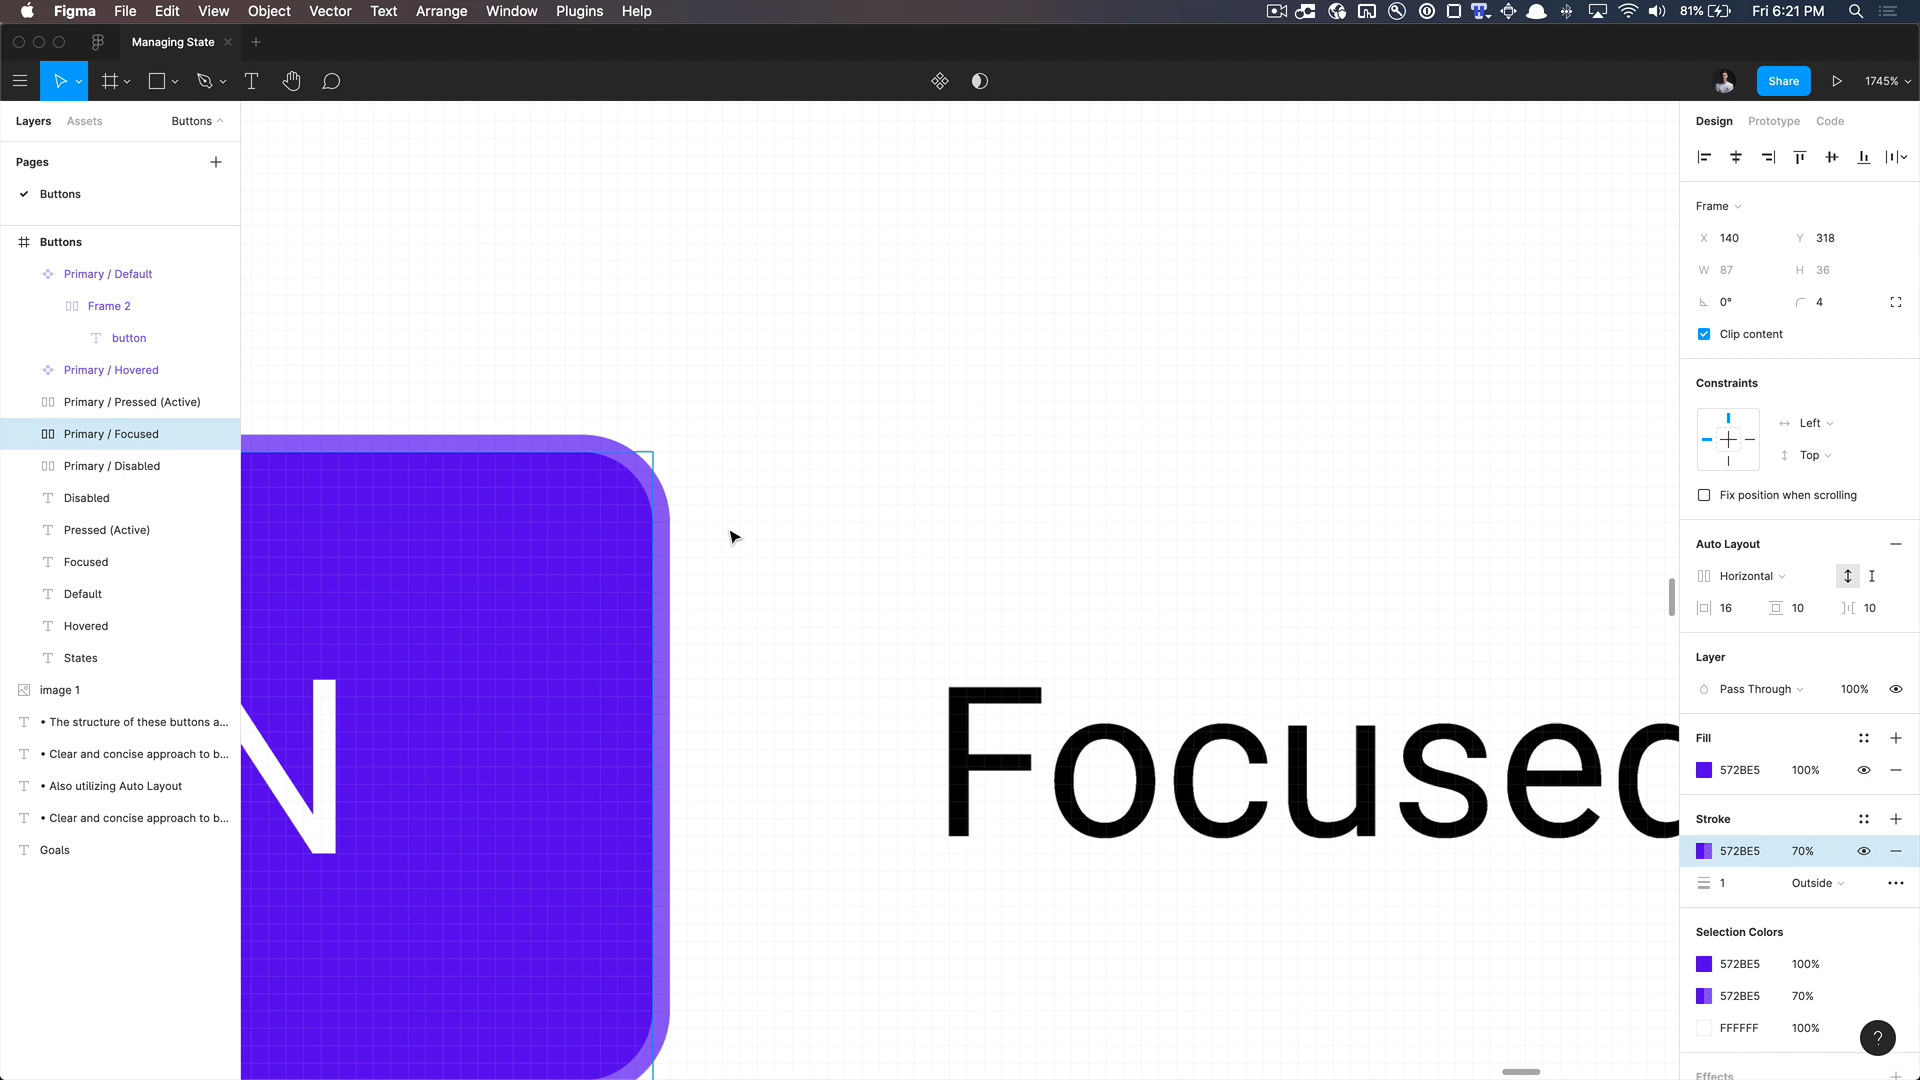 Figma File Edit View Object Vector Text Arrange Window Plugins Help 81% Fri 6:21 PM
Managing State
Share 1745%
Layers Assets Buttons
Pages
Buttons
Buttons
Primary / Default
Frame 2
button
Primary / Hovered
Primary / Pressed (Active)
Primary / Focused
Primary / Disabled
Disabled
Pressed (Active)
Focused
Default
Hovered
States
image 1
• The structure of these buttons a...
• Clear and concise approach to b...
• Also utilizing Auto Layout
• Clear and concise approach to b...
Goals
N
Focused
Design Prototype Code
Frame
X 140 Y 318
W 87 H 36
0° 4
Clip content
Constraints
Left
Top
Fix position when scrolling
Auto Layout
Horizontal
16 10 10
Layer
Pass Through 100%
Fill
572BE5 100%
Stroke
572BE5 70%
1 Outside
Selection Colors
572BE5 100%
572BE5 70%
FFFFFF 100%
?
Effects